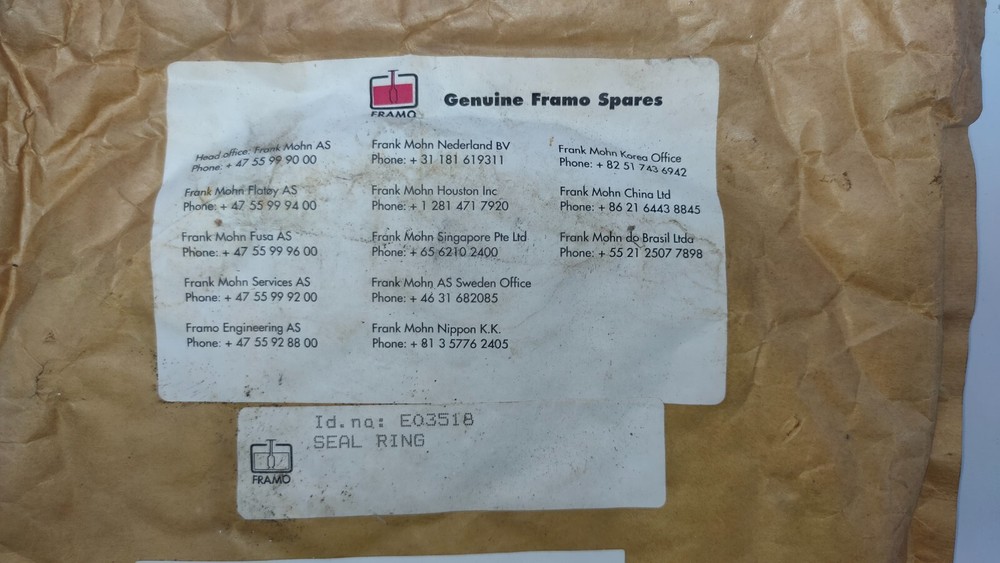 FRAMO
Genuine Framo Spares
Head office: Frank Mohn AS
Phone: + 47 55 99 90 00
Frank Mohn Flatøy AS
Phone: + 47 55 99 94 00
Frank Mohn Fusa AS
Phone: + 47 55 99 96 00
Frank Mohn Services AS
Phone: + 47 55 99 92 00
Framo Engineering AS
Phone: + 47 55 92 88 00
Frank Mohn Nederland BV
Phone: + 31 181 619311
Frank Mohn Houston Inc
Phone: + 1 281 471 7920
Frank Mohn Singapore Pte Ltd
Phone: + 65 6210 2400
Frank Mohn AS Sweden Office
Phone: + 46 31 682085
Frank Mohn Nippon K.K.
Phone: + 81 3 5776 2405
Frank Mohn Korea Office
Phone: + 82 51 743 6942
Frank Mohn China Ltd
Phone: + 86 21 6443 8845
Frank Mohn do Brasil Ltda
Phone: + 55 21 2507 7898
Id.no: E03518
SEAL RING
FRAMO